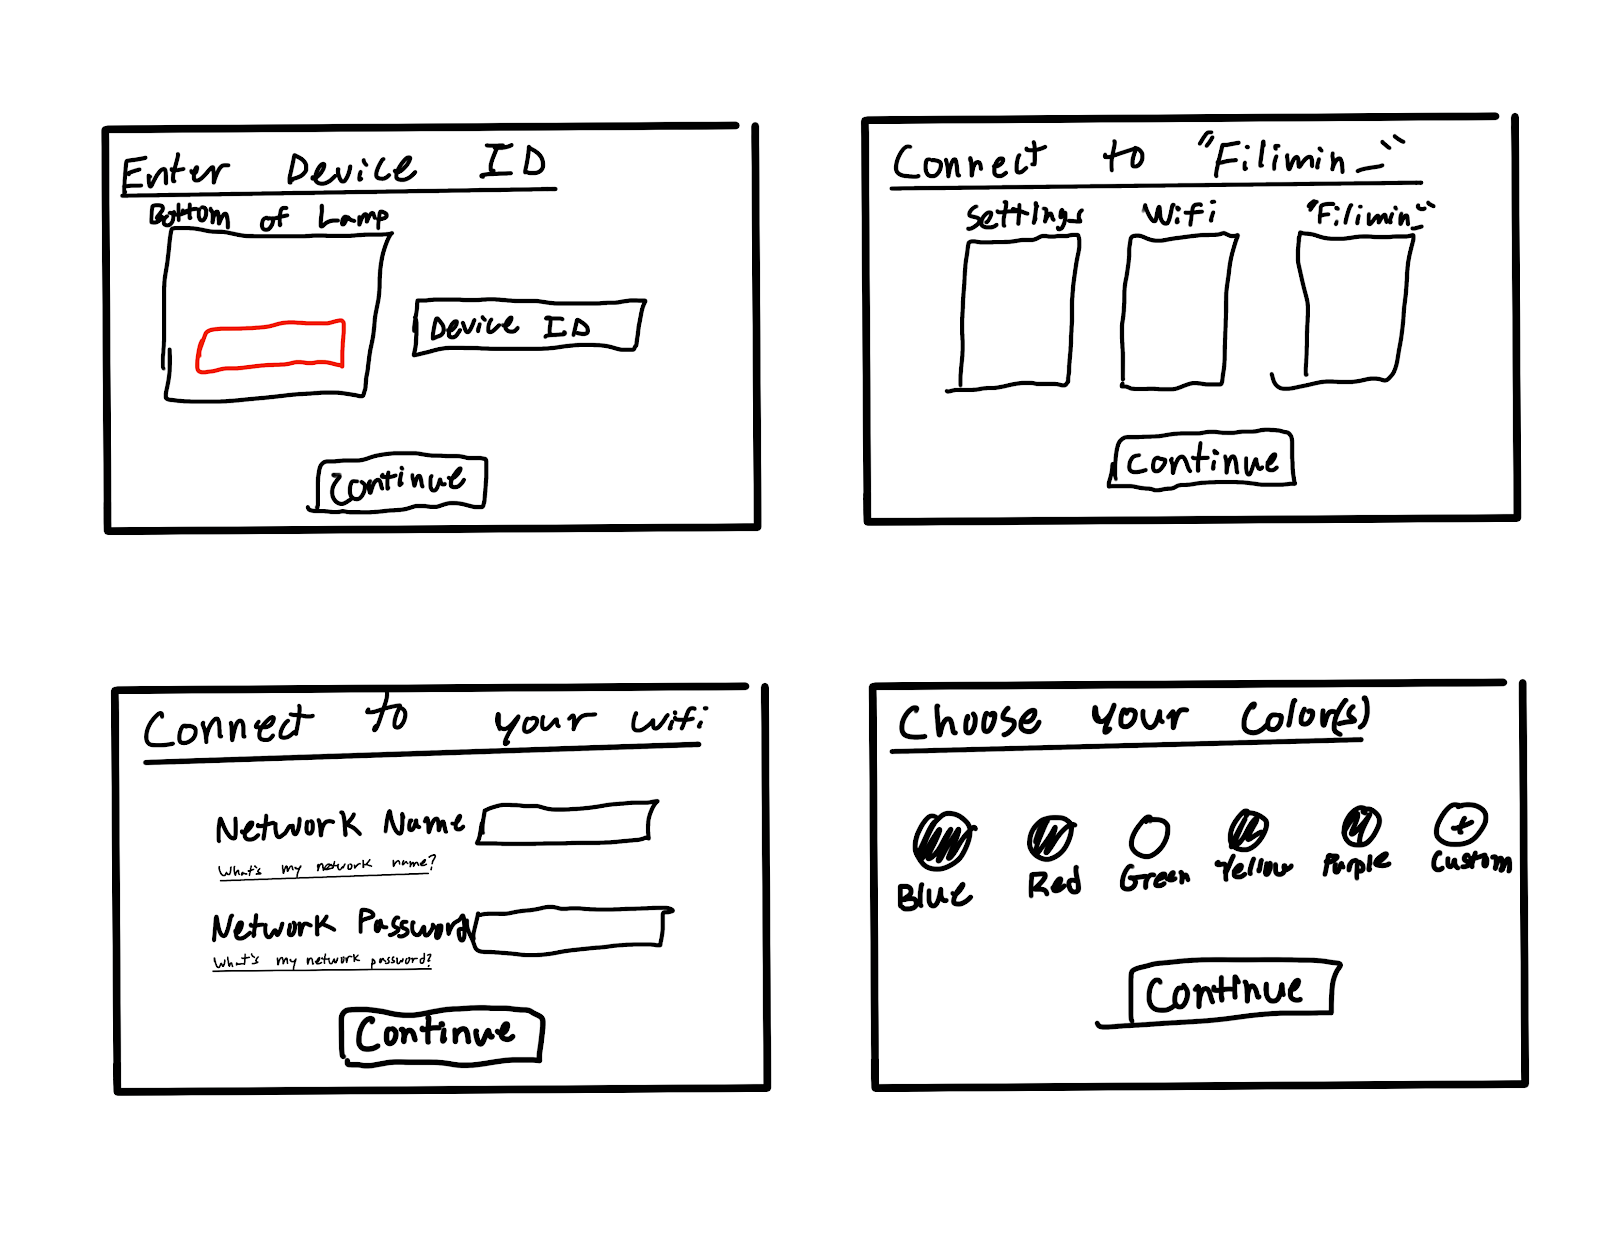 Enter Device ID
Bottom of Lamp
Device ID
Continue
Connect to "Filimin_"
Settings Wifi "Filimin_"
Continue
Connect to your wifi
Network Name
What's my network name?
Network Password
What's my network password?
Continue
Choose your Color(s)
Blue Red Green Yellow Purple Custom
Continue